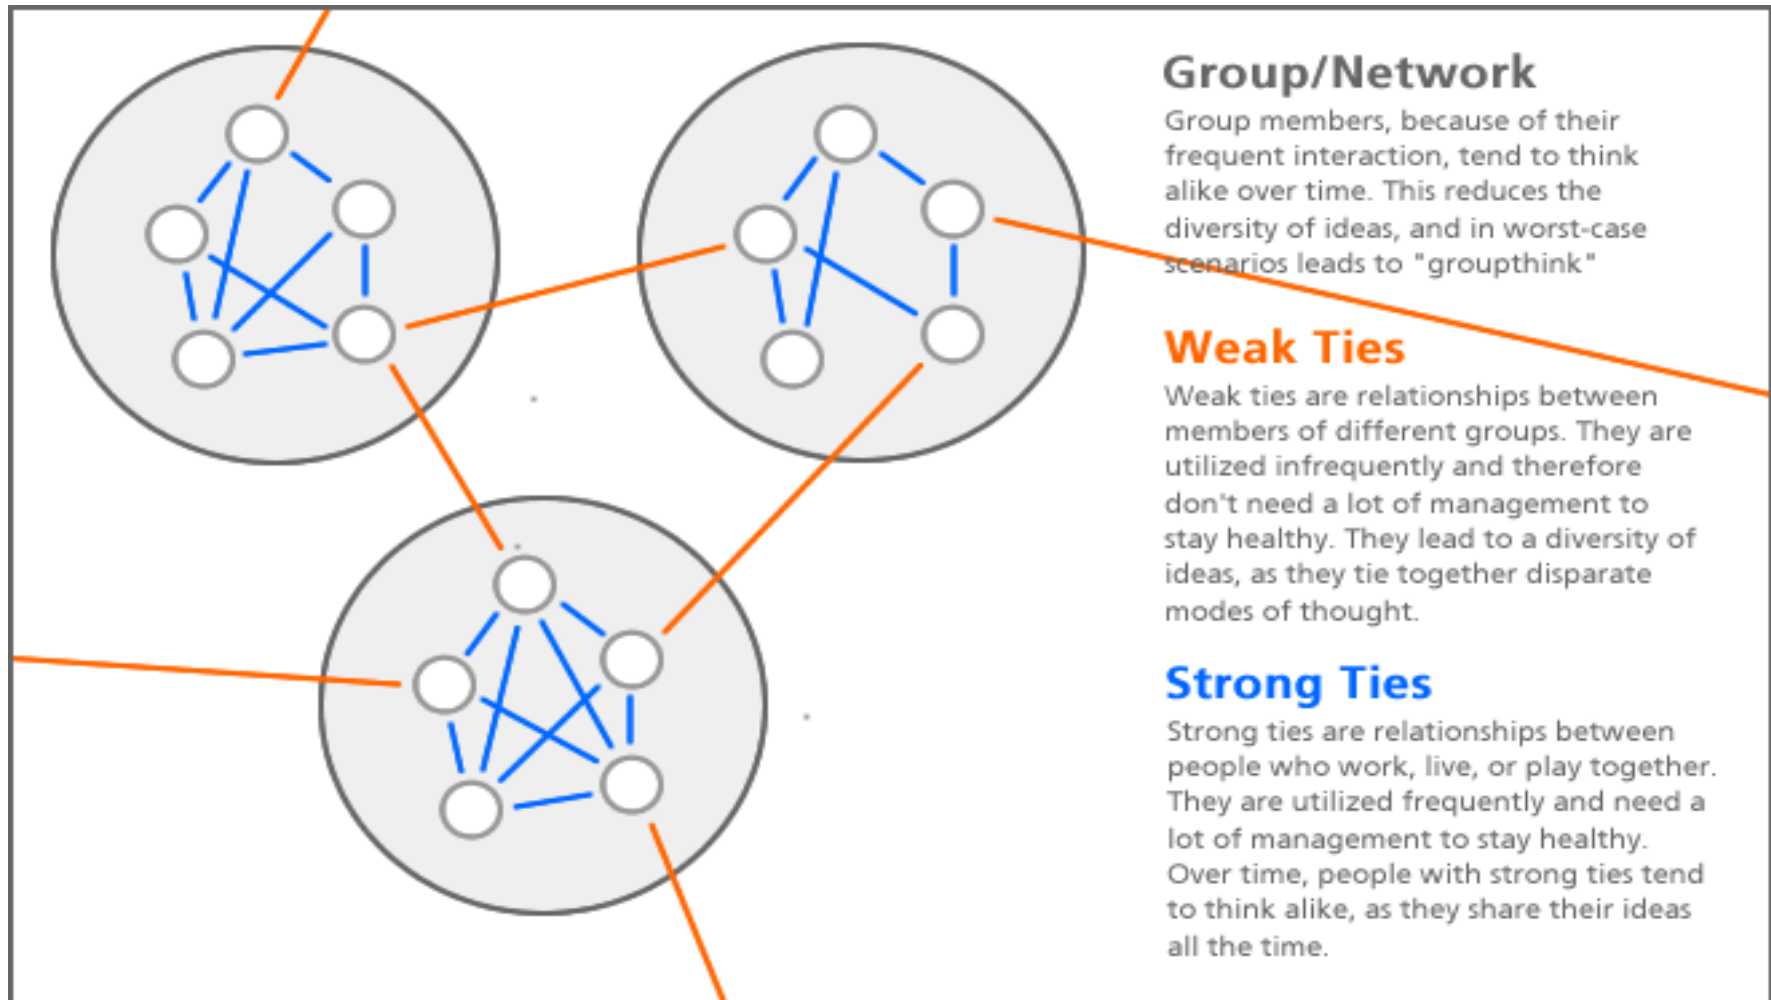 Group/Network
Group members, because of their
frequent interaction, tend to think
alike over time. This reduces the
diversity of ideas, and in worst-case
scenarios leads to "groupthink"
Weak Ties
Weak ties are relationships between
members of different groups. They are
utilized infrequently and therefore
don't need a lot of management to
stay healthy. They lead to a diversity of
ideas, as they tie together disparate
modes of thought.
Strong Ties
Strong ties are relationships between
people who work, live, or play together.
They are utilized frequently and need a
lot of management to stay healthy.
Over time, people with strong ties tend
to think alike, as they share their ideas
all the time.